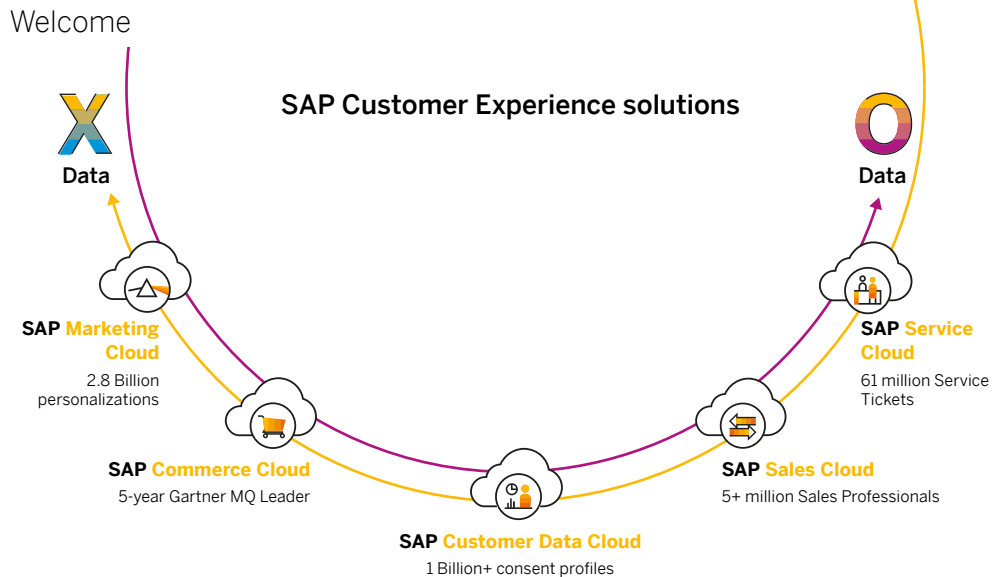 Welcome
SAP Customer Experience solutions
X
Data
O
Data
SAP Marketing
Cloud
2.8 Billion
personalizations
SAP Service
Cloud
61 million Service
Tickets
SAP Commerce Cloud
5-year Gartner MQ Leader
SAP Sales Cloud
5+ million Sales Professionals
SAP Customer Data Cloud
1 Billion+ consent profiles